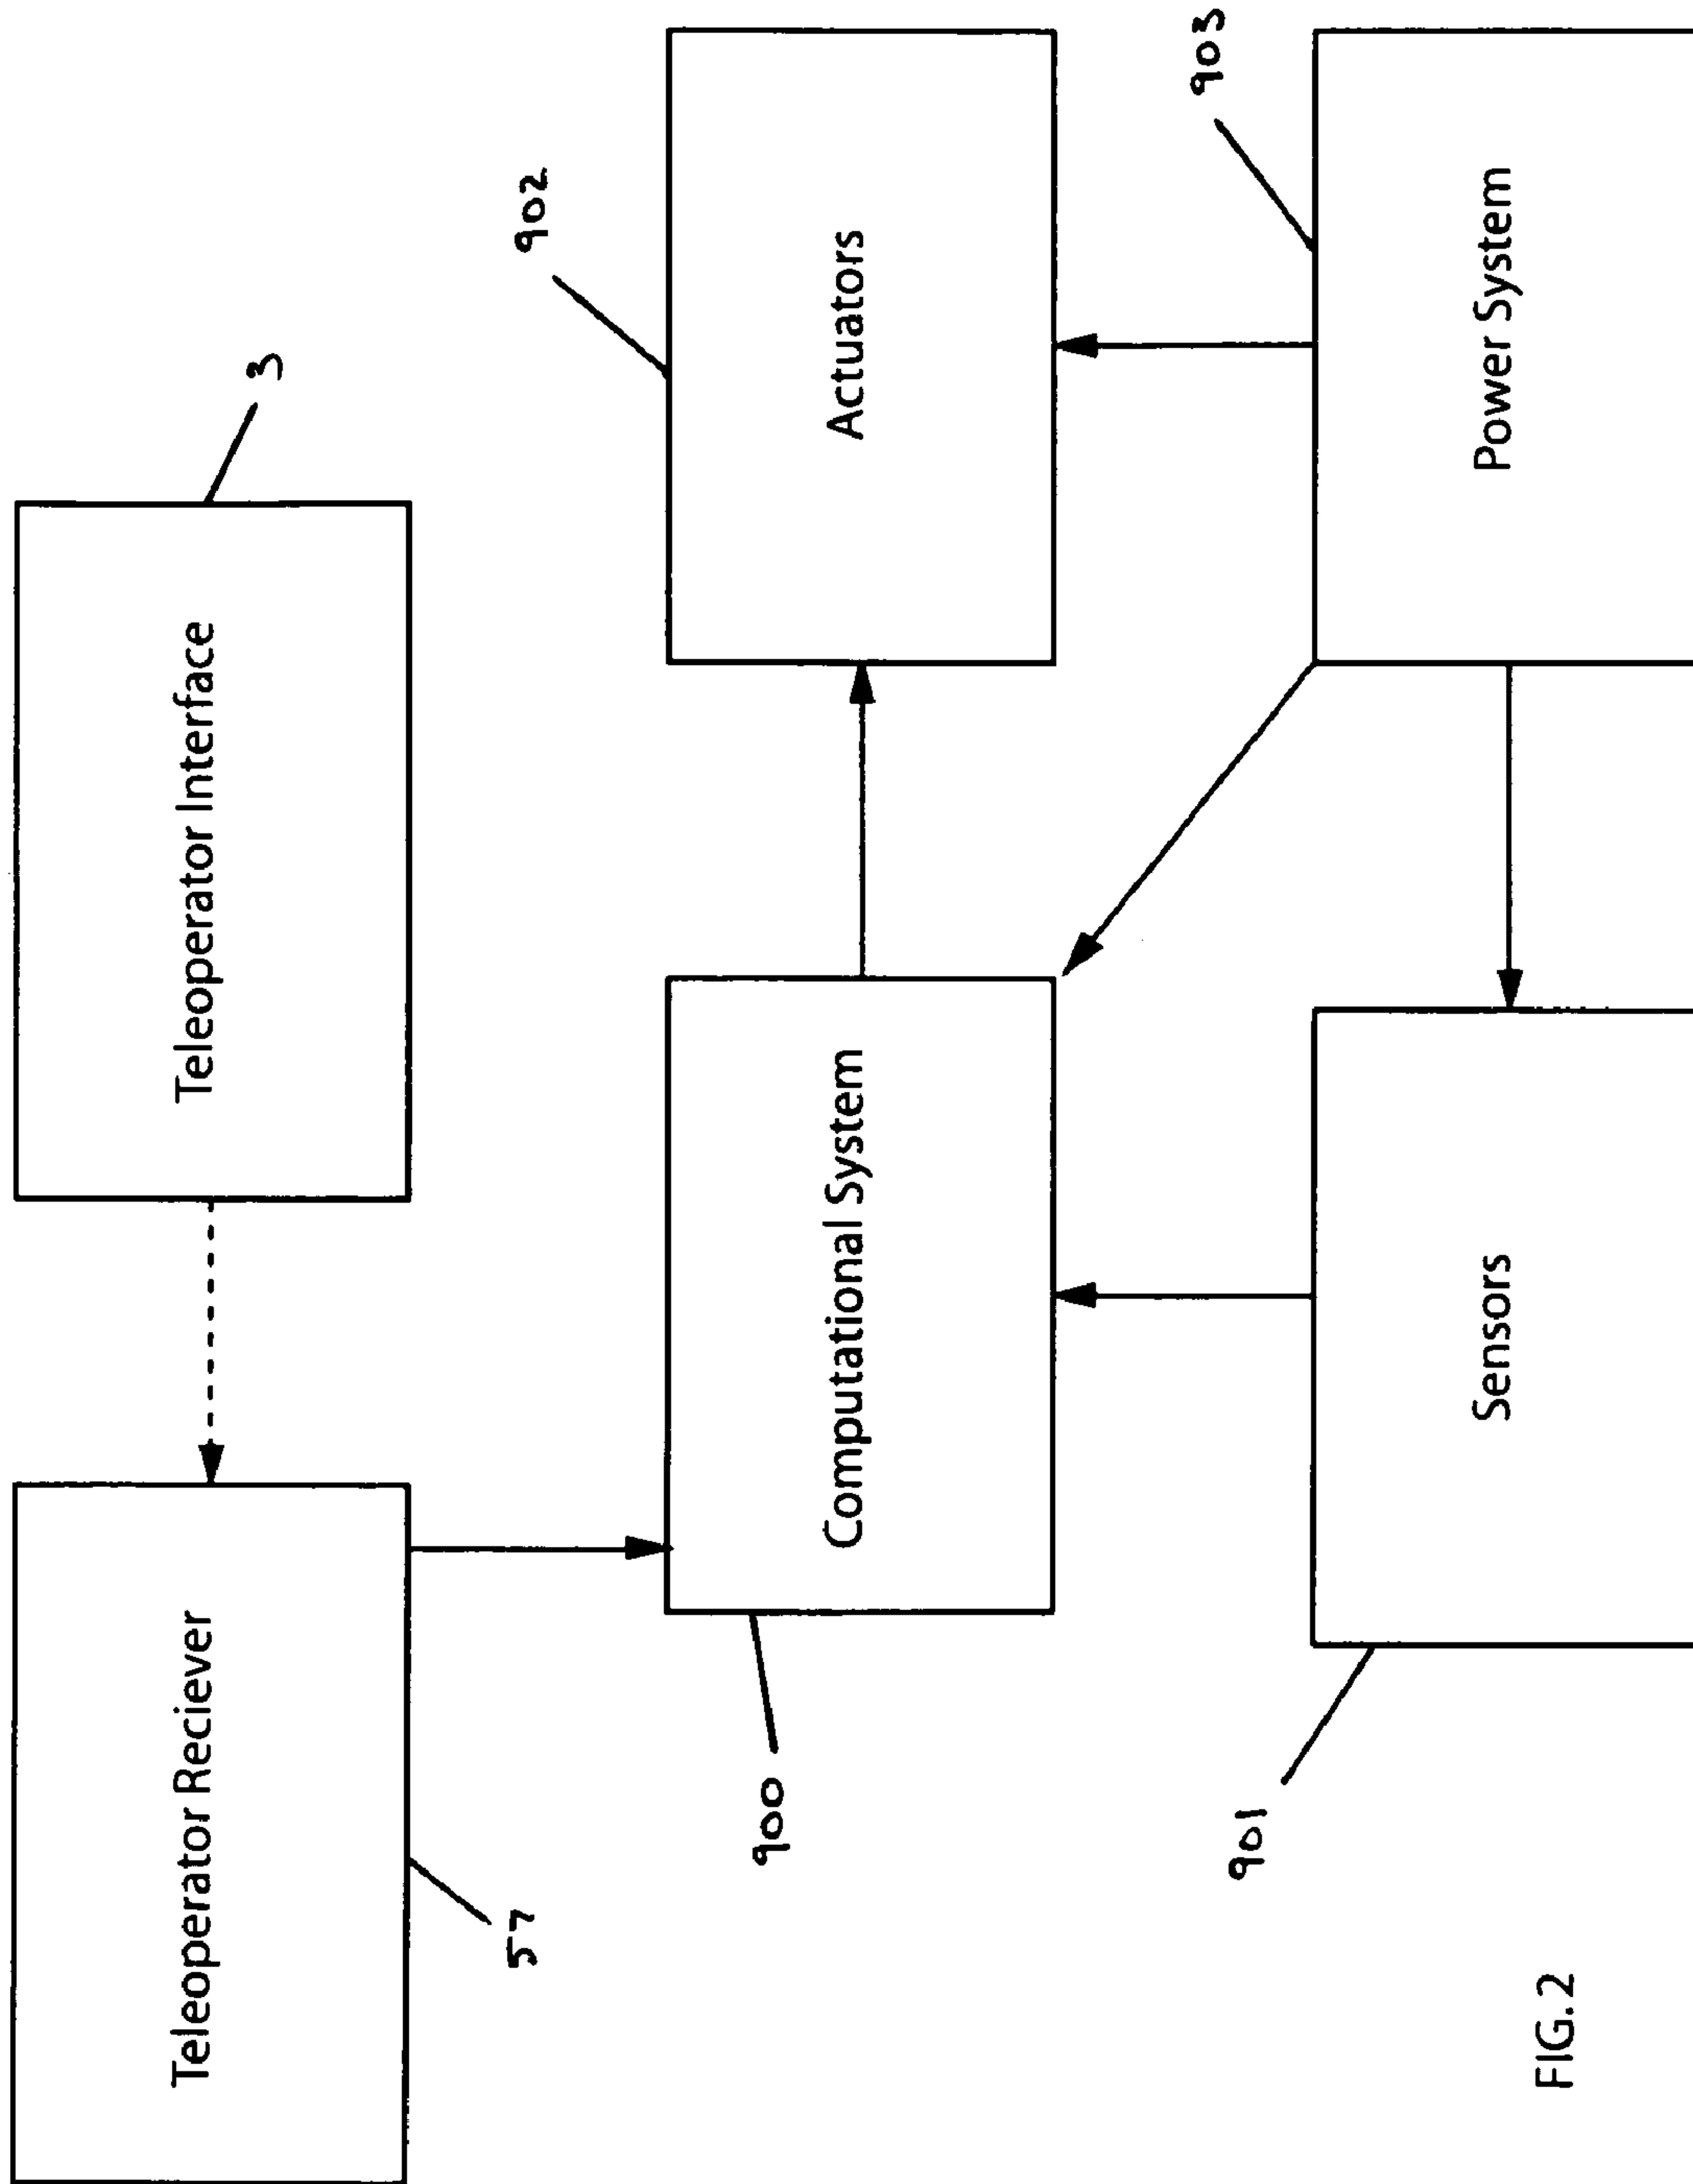 Teleoperator Reciever
Teleoperator Interface
3
57
902
900
Computational System
Actuators
903
901
Sensors
Power System
FIG. 2